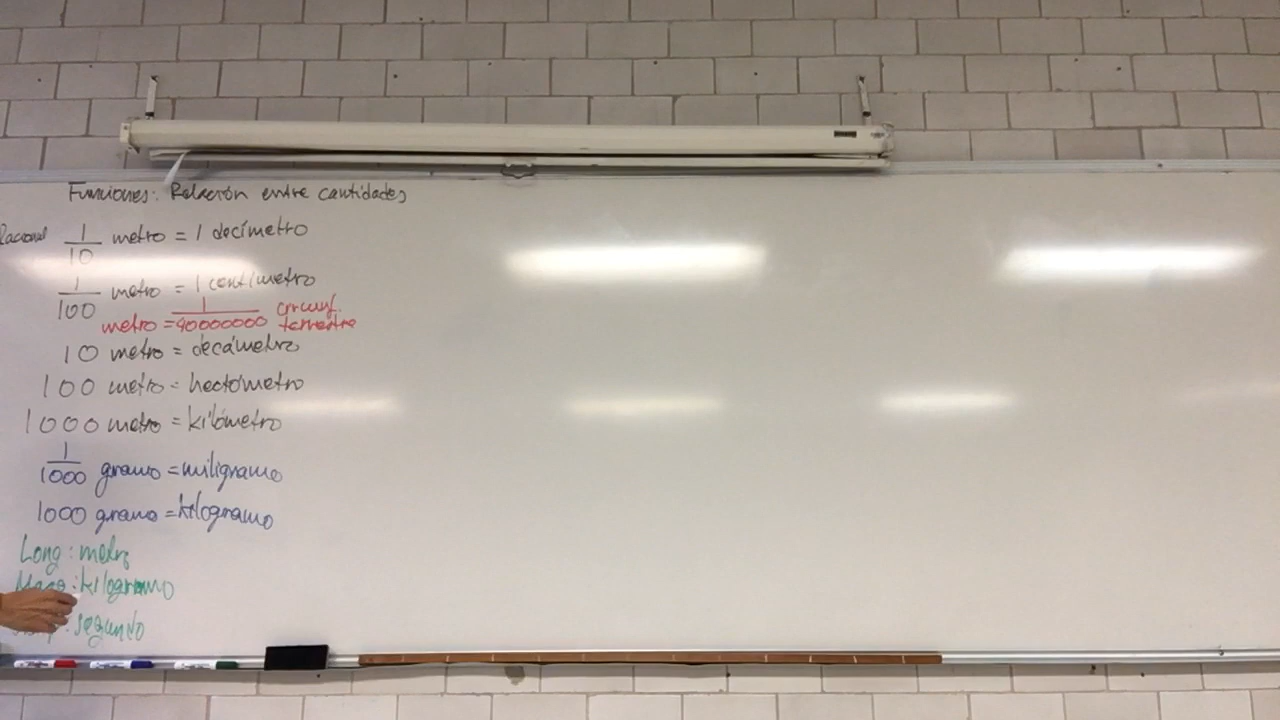 Funciones: Relación entre cantidades
1/10 metro = 1 decímetro
1/100 metro = 1 centímetro
metro = 1/40000000 circunf. terrestre
10 metro = decámetro
100 metro = hectómetro
1000 metro = kilómetro
1/1000 gramo = miligramo
1000 gramo = kilogramo
Long: metro
Masa: kilogramo
: segundo